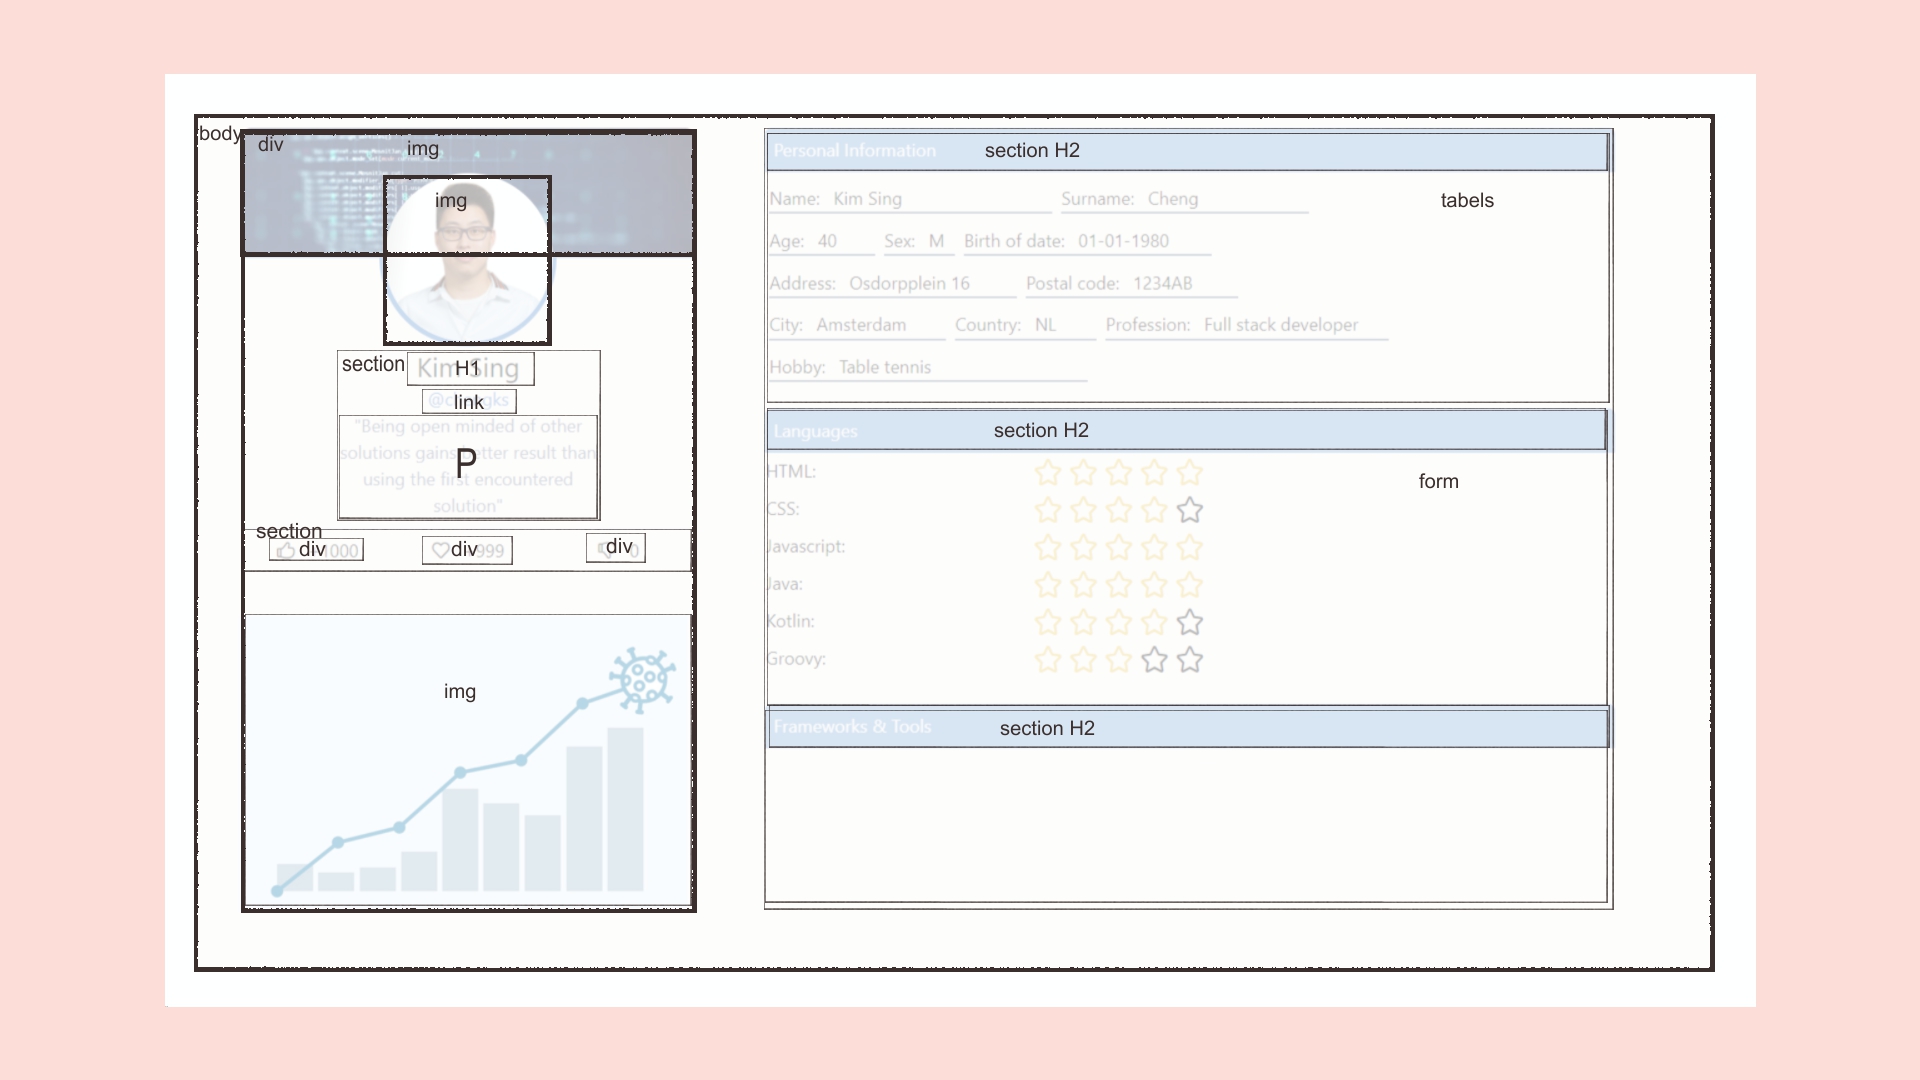 body
div
img
img
section
Kim Sing
H1
link
"Being open minded of other
solutions gains better result than
using the first encountered
solution"
P
section
div 1000
div 999
div 0
img
Personal Information section H2
tabels
Name: Kim Sing Surname: Cheng
Age: 40 Sex: M Birth of date: 01-01-1980
Address: Osdorpplein 16 Postal code: 1234AB
City: Amsterdam Country: NL Profession: Full stack developer
Hobby: Table tennis
Languages section H2
form
HTML:
CSS:
Javascript:
Java:
Kotlin:
Groovy:
Frameworks & Tools section H2